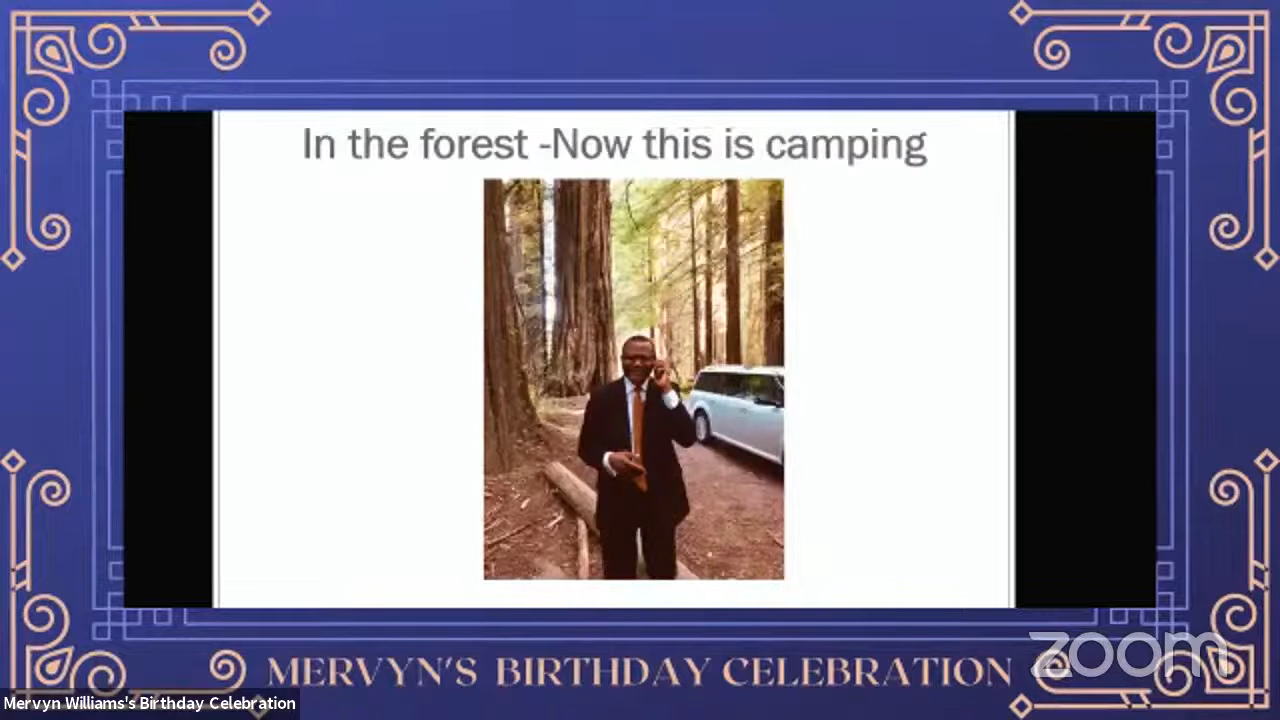 In the forest -Now this is camping
MERVYN'S BIRTHDAY CELEBRATION
zoom
Mervyn Williams's Birthday Celebration